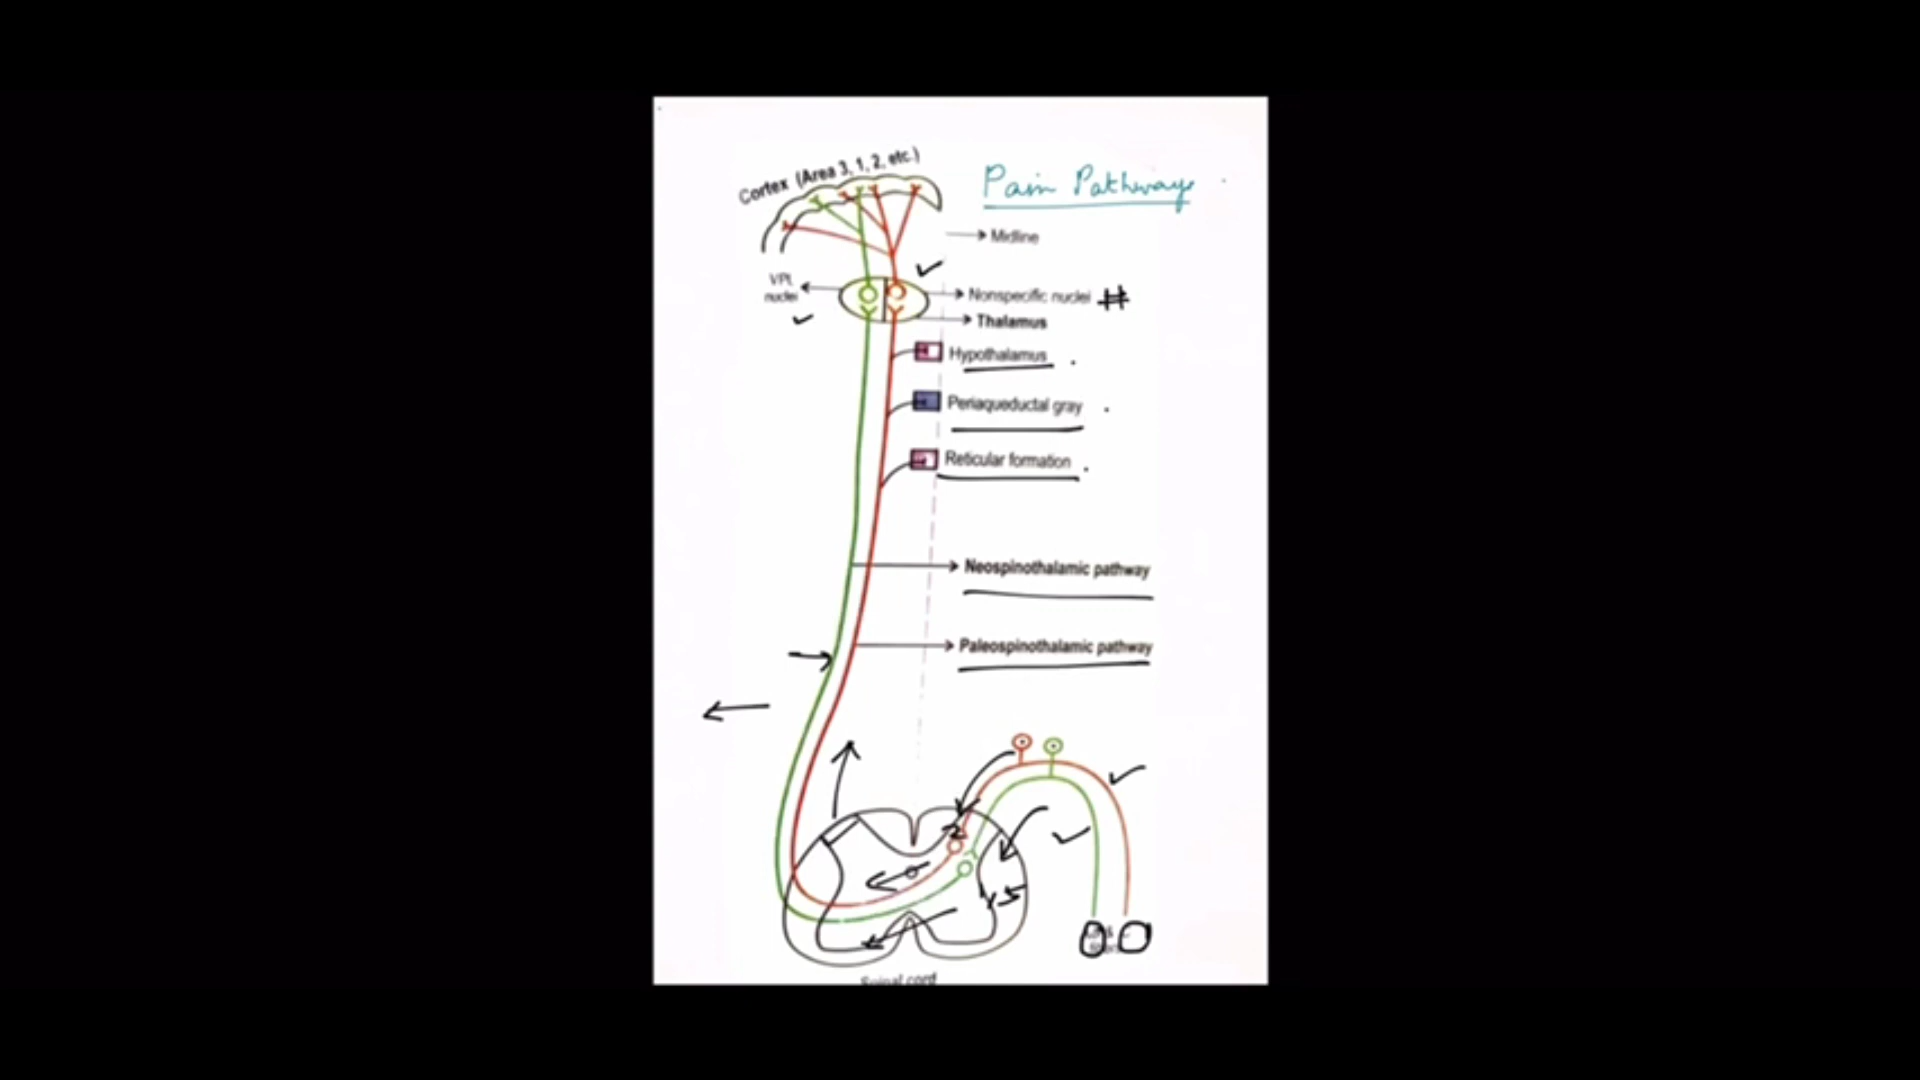 Cortex (Area 3, 1, 2, etc.)
Pain Pathways
Midline
VPL
nuclei
Nonspecific nuclei #
Thalamus
Hypothalamus
Periaqueductal gray
Reticular formation
Neospinothalamic pathway
Paleospinothalamic pathway
Spinal cord